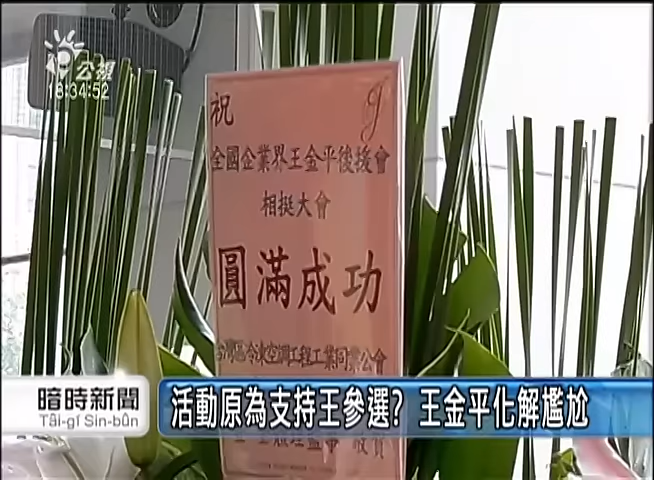 公視
18:34:52
祝
全國企業界王金平後援會
相挺大會
圓滿成功
台灣區冷凍空調工程工業同業公會
暗時新聞
Tâi-gí Sin-bûn
活動原為支持王參選? 王金平化解尷尬